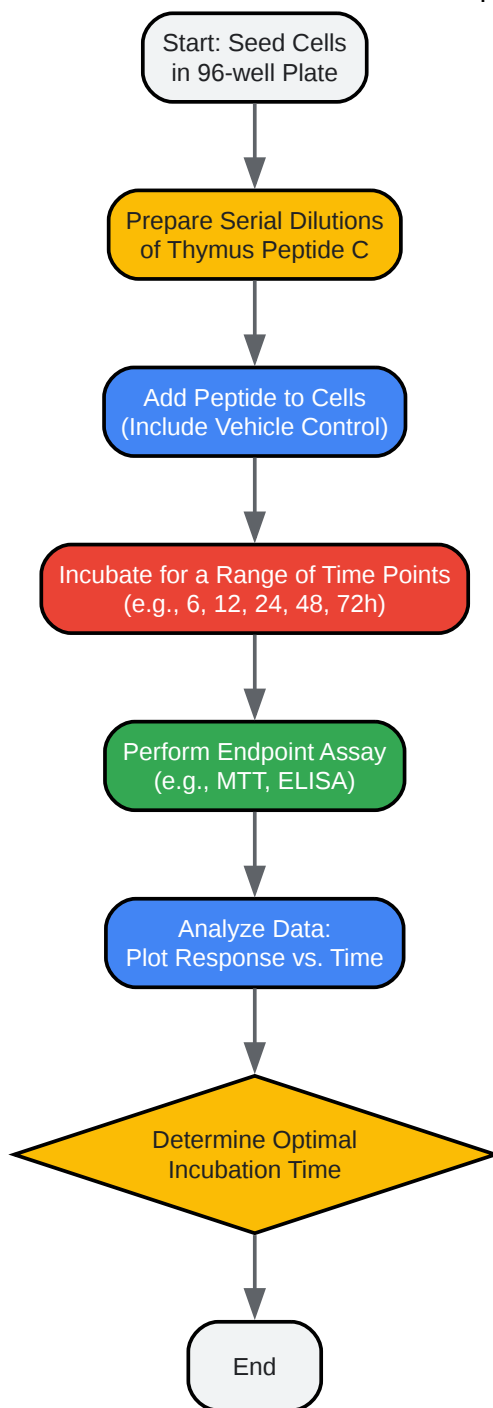 Start: Seed Cells
in 96-well Plate
Prepare Serial Dilutions
of Thymus Peptide C
Add Peptide to Cells
(Include Vehicle Control)
Incubate for a Range of Time Points
(e.g., 6, 12, 24, 48, 72h)
Perform Endpoint Assay
(e.g., MTT, ELISA)
Analyze Data:
Plot Response vs. Time
Determine Optimal
Incubation Time
End